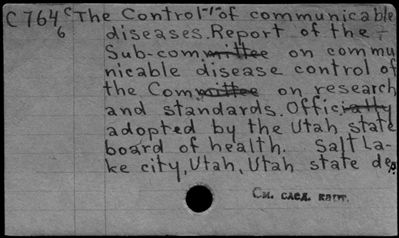 C764c The Control of communicable
6 diseases. Report of the
Sub-committee on commu
nicable disease control of
the Committee on research
and standards. Officially
adopted by the Utah state
board of health. Salt La-
ke city, Utah, Utah state de
См. след. карт.